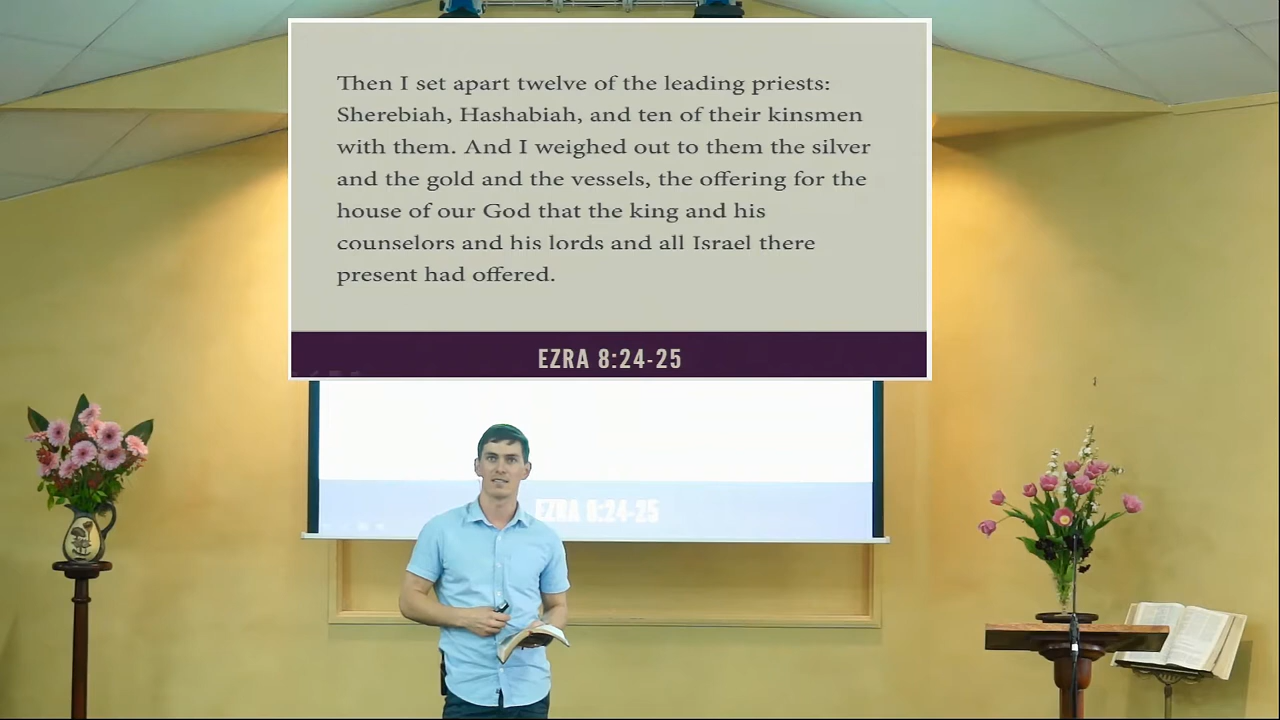 Then I set apart twelve of the leading priests:
Sherebiah, Hashabiah, and ten of their kinsmen
with them. And I weighed out to them the silver
and the gold and the vessels, the offering for the
house of our God that the king and his
counselors and his lords and all Israel there
present had offered.
EZRA 8:24-25
EZRA 8:24-25